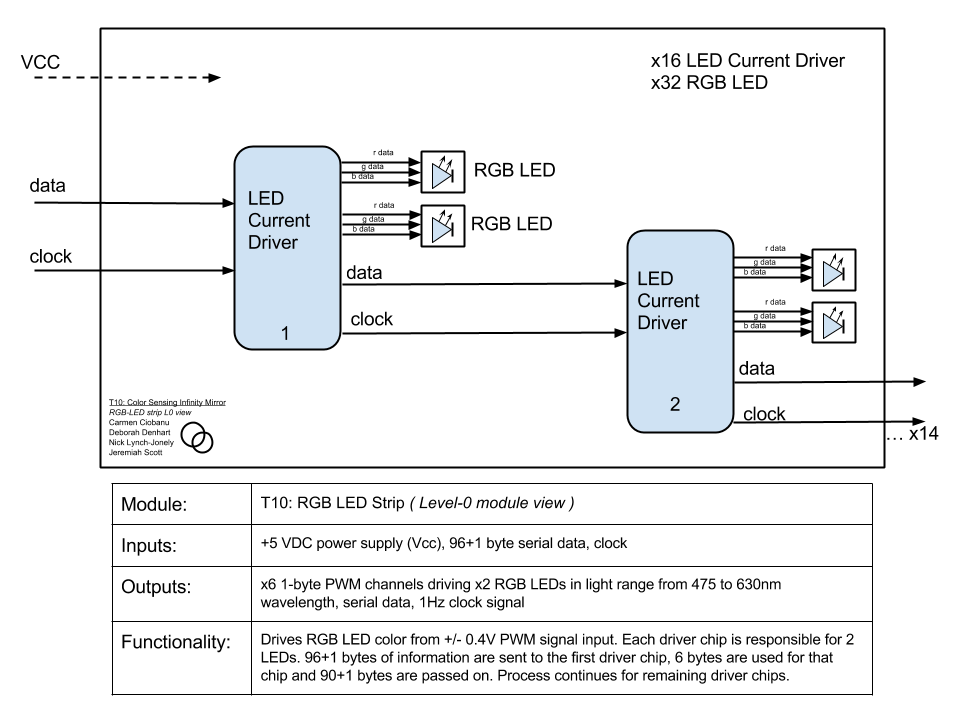 VCC
x16 LED Current Driver
x32 RGB LED
data
clock
LED
Current
Driver
1
r data
g data
b data
RGB LED
r data
g data
b data
RGB LED
data
clock
LED
Current
Driver
2
r data
g data
b data
r data
g data
b data
data
clock
... x14
T10: Color Sensing Infinity Mirror
RGB-LED strip L0 view
Carmen Ciobanu
Deborah Denhart
Nick Lynch-Jonely
Jeremiah Scott
Module:
T10: RGB LED Strip ( Level-0 module view )
Inputs:
+5 VDC power supply (Vcc), 96+1 byte serial data, clock
Outputs:
x6 1-byte PWM channels driving x2 RGB LEDs in light range from 475 to 630nm
wavelength, serial data, 1Hz clock signal
Functionality:
Drives RGB LED color from +/- 0.4V PWM signal input. Each driver chip is responsible for 2
LEDs. 96+1 bytes of information are sent to the first driver chip, 6 bytes are used for that
chip and 90+1 bytes are passed on. Process continues for remaining driver chips.